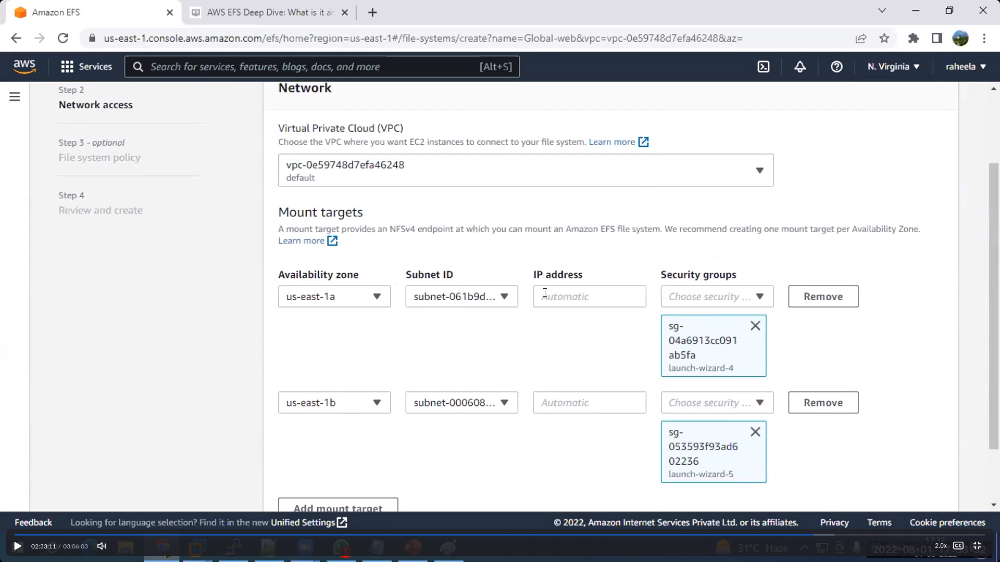 Amazon EFS
AWS EFS Deep Dive: What is it ar
us-east-1.console.aws.amazon.com/efs/home?region=us-east-1#/file-systems/create?name=Global-web&vpc=vpc-0e59748d7efa46248&az=
aws
Services
Search for services, features, blogs, docs, and more
[Alt+S]
N. Virginia
raheela
Step 2
Network access
Step 3 - optional
File system policy
Step 4
Review and create
Network
Virtual Private Cloud (VPC)
Choose the VPC where you want EC2 instances to connect to your file system. Learn more
vpc-0e59748d7efa46248
default
Mount targets
A mount target provides an NFSv4 endpoint at which you can mount an Amazon EFS file system. We recommend creating one mount target per Availability Zone.
Learn more
Availability zone
Subnet ID
IP address
Security groups
us-east-1a
subnet-061b9d...
Automatic
Choose security ...
Remove
sg-
04a6913cc091
ab5fa
launch-wizard-4
us-east-1b
subnet-000608...
Automatic
Choose security ...
Remove
sg-
053593f93ad6
02236
launch-wizard-5
Add mount target
Feedback
Looking for language selection? Find it in the new Unified Settings
© 2022, Amazon Internet Services Private Ltd. or its affiliates.
Privacy
Terms
Cookie preferences
02:33:11 / 03:06:03
1
31°C Haze
17:33
2.0x
CC